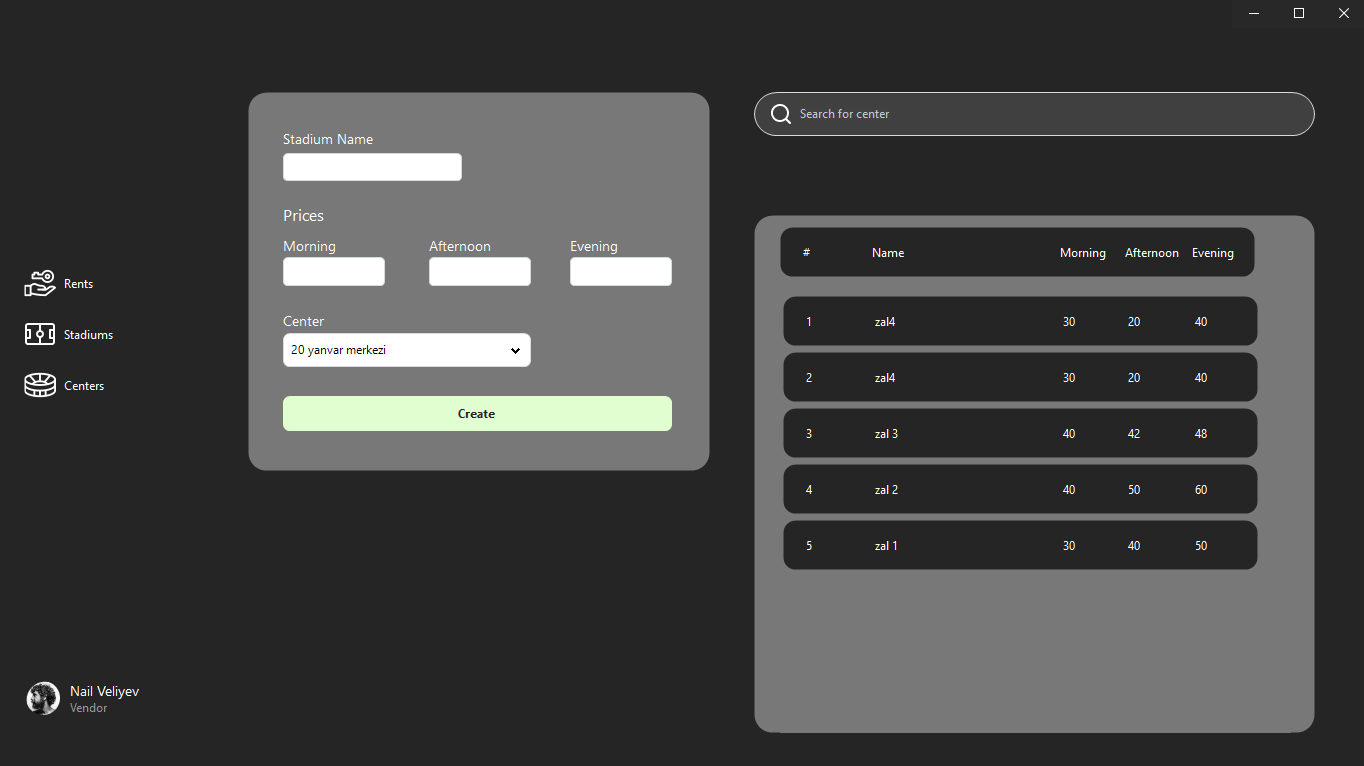 Rents
Stadiums
Centers
Nail Veliyev
Vendor
Stadium Name
Prices
Morning Afternoon Evening
Center
20 yanvar merkezi
Create
Search for center
# Name Morning Afternoon Evening
1 zal4 30 20 40
2 zal4 30 20 40
3 zal 3 40 42 48
4 zal 2 40 50 60
5 zal 1 30 40 50